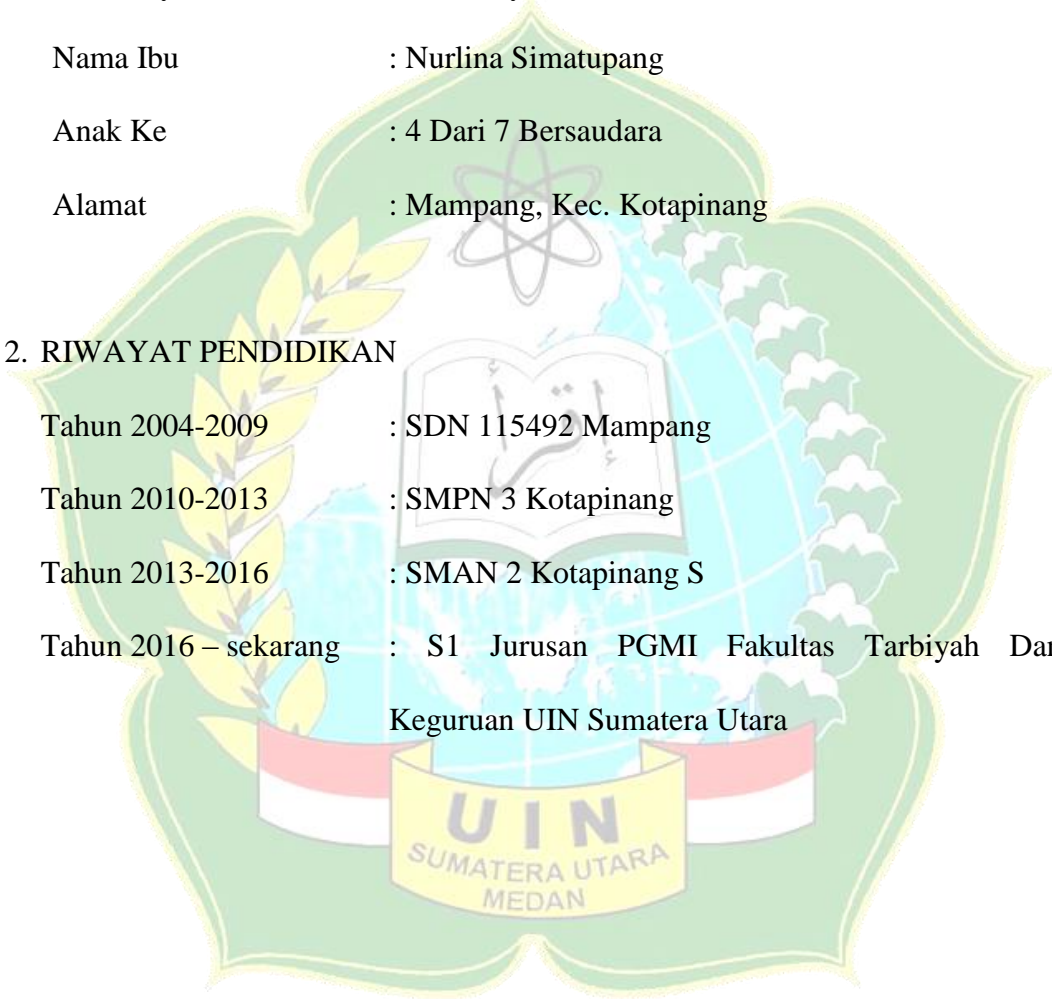 Nama Ibu : Nurlina Simatupang
Anak Ke : 4 Dari 7 Bersaudara
Alamat : Mampang, Kec. Kotapinang
2. RIWAYAT PENDIDIKAN
Tahun 2004-2009 : SDN 115492 Mampang
Tahun 2010-2013 : SMPN 3 Kotapinang
Tahun 2013-2016 : SMAN 2 Kotapinang S
Tahun 2016 – sekarang : S1 Jurusan PGMI Fakultas Tarbiyah Dan
Keguruan UIN Sumatera Utara
إقرأ
UIN
SUMATERA UTARA
MEDAN